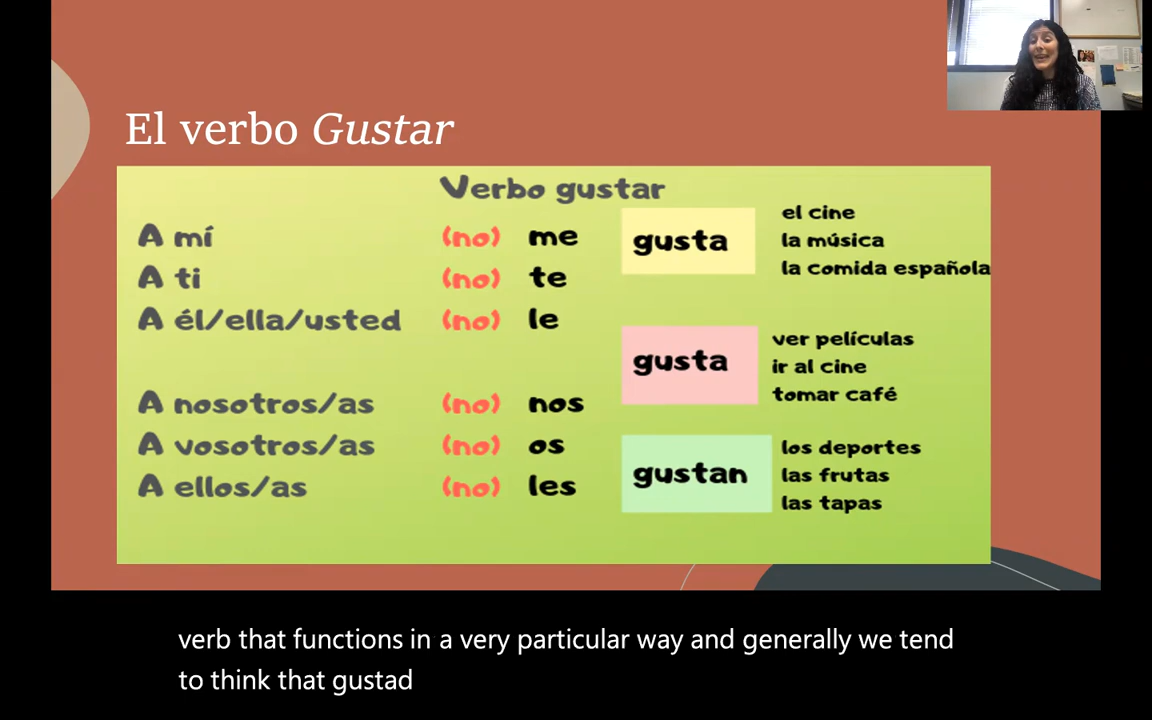 El verbo Gustar
Verbo gustar
A mí (no) me
A ti (no) te
A él/ella/usted (no) le
A nosotros/as (no) nos
A vosotros/as (no) os
A ellos/as (no) les
gusta
el cine
la música
la comida española
gusta
ver películas
ir al cine
tomar café
gustan
los deportes
las frutas
las tapas
verb that functions in a very particular way and generally we tend
to think that gustad